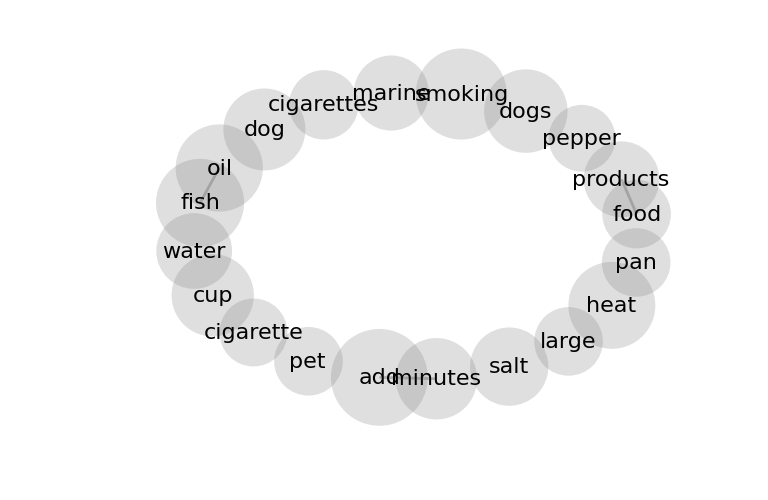 marine
smoking
cigarettes
dogs
dog
pepper
oil
products
fish
food
water
pan
cup
heat
cigarette
large
pet
salt
add
minutes